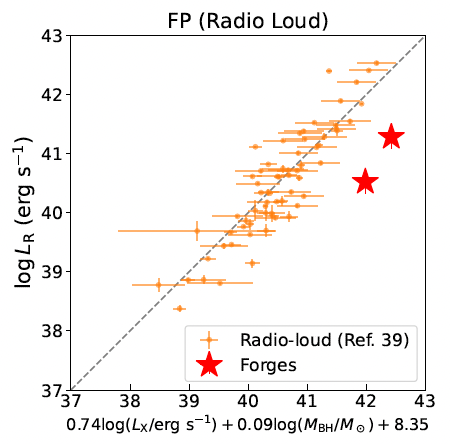 FP (Radio Loud)
43
42
41
40
39
38
37
log L_R (erg s⁻¹)
Radio-loud (Ref. 39)
Forges
37 38 39 40 41 42 43
0.74log(L_X/erg s⁻¹) + 0.09log(M_BH/M_⊙) + 8.35